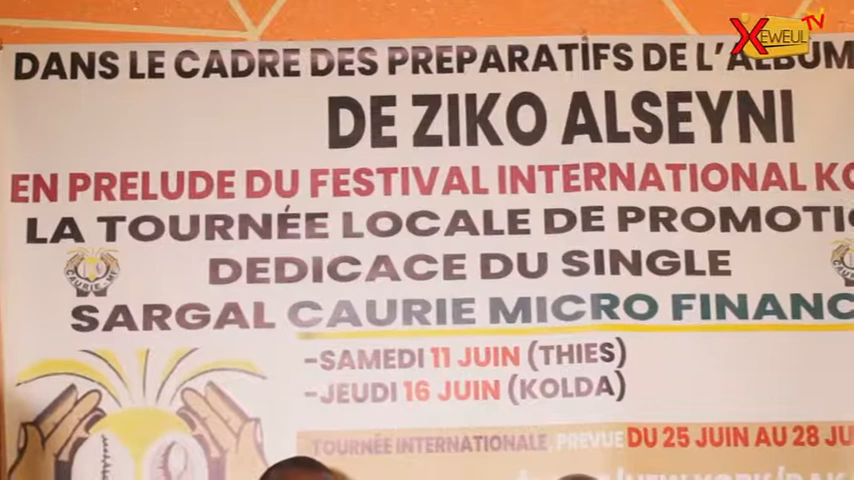 XEWEUL TV
DANS LE CADRE DES PREPARATIFS DE L'ALBUM
DE ZIKO ALSEYNI
EN PRELUDE DU FESTIVAL INTERNATIONAL
LA TOURNÉE LOCALE DE
DEDICACE DU SINGLE
SARGAL CAURIE MICRO
CAURIE-MF
-SAMEDI 11 JUIN (THIES)
-JEUDI 16 JUIN (KOLDA)
TOURNÉE INTERNATIONALE PREVUE DU 25 JUIN AU 28